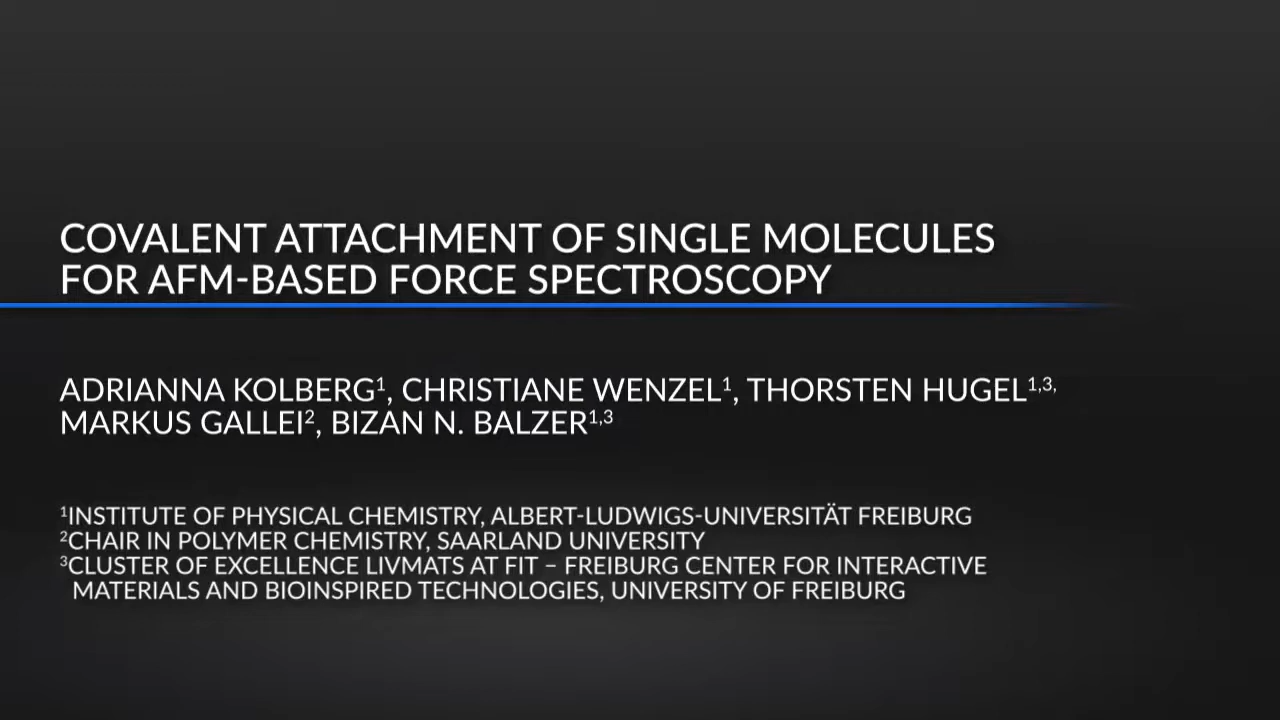 COVALENT ATTACHMENT OF SINGLE MOLECULES
FOR AFM-BASED FORCE SPECTROSCOPY
ADRIANNA KOLBERG¹, CHRISTIANE WENZEL¹, THORSTEN HUGEL¹,³,
MARKUS GALLEI², BIZAN N. BALZER¹,³
¹INSTITUTE OF PHYSICAL CHEMISTRY, ALBERT-LUDWIGS-UNIVERSITÄT FREIBURG
²CHAIR IN POLYMER CHEMISTRY, SAARLAND UNIVERSITY
³CLUSTER OF EXCELLENCE LIVMATS AT FIT – FREIBURG CENTER FOR INTERACTIVE
MATERIALS AND BIOINSPIRED TECHNOLOGIES, UNIVERSITY OF FREIBURG